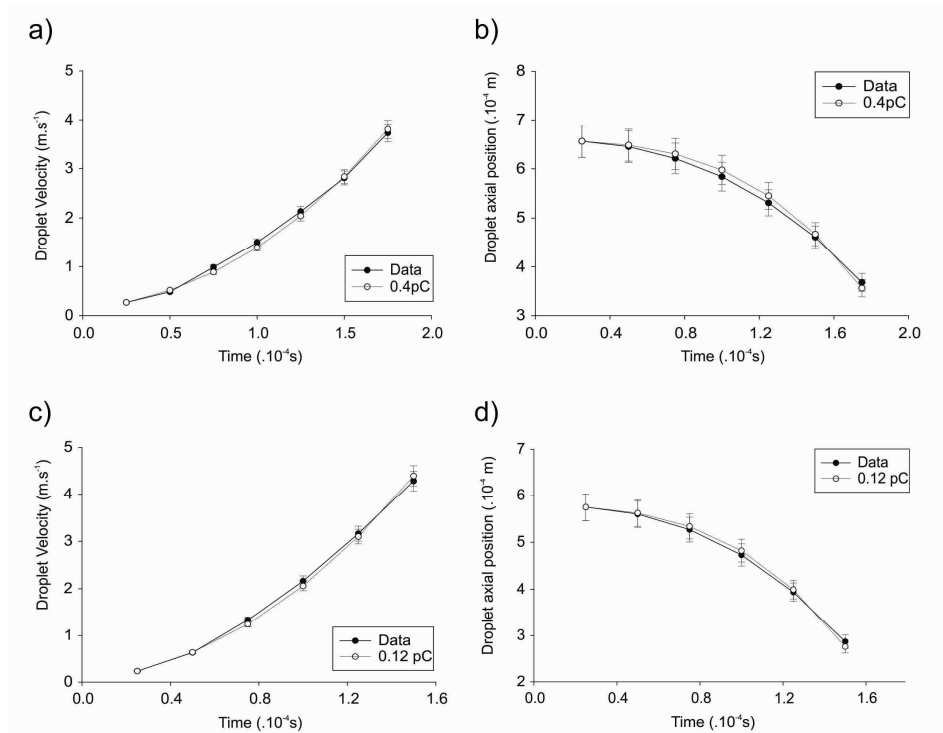 a)
5
4
3
2
1
0
Droplet Velocity (m.s⁻¹)
Data
0.4pC
0.0 0.5 1.0 1.5 2.0
Time (.10⁻⁴s)
b)
8
7
6
5
4
3
Droplet axial position (.10⁻⁴ m)
Data
0.4pC
0.0 0.4 0.8 1.2 1.6 2.0
Time (.10⁻⁴s)
c)
5
4
3
2
1
0
Droplet Velocity (m.s⁻¹)
Data
0.12 pC
0.0 0.4 0.8 1.2 1.6
Time (.10⁻⁴s)
d)
7
6
5
4
3
2
Droplet axial position (.10⁻⁴ m)
Data
0.12 pC
0.0 0.4 0.8 1.2 1.6
Time (.10⁻⁴s)